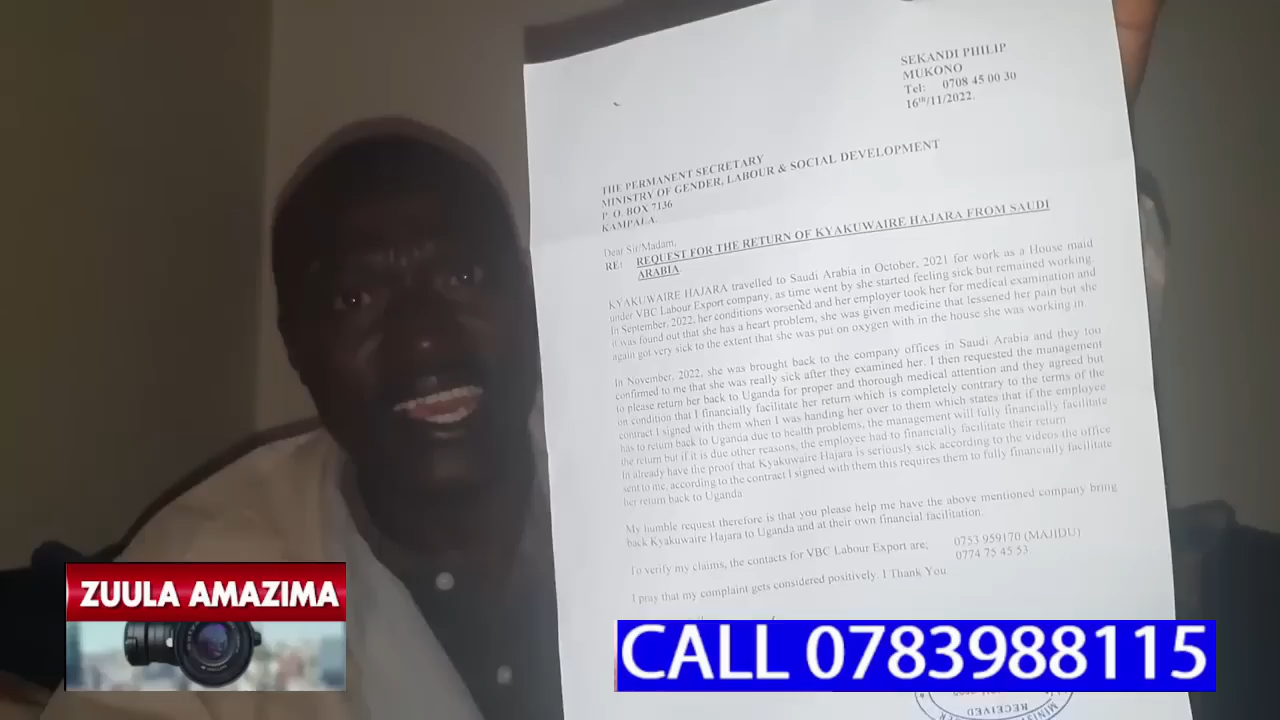 SEKANDI PHILIP
MUKONO
Tel: 0708 45 00 30
16th/11/2022.
THE PERMANENT SECRETARY
MINISTRY OF GENDER, LABOUR & SOCIAL DEVELOPMENT
P. O. BOX 7136
KAMPALA.
Dear Sir/Madam,
RE: REQUEST FOR THE RETURN OF KYAKUWAIRE HAJARA FROM SAUDI
ARABIA.
KYAKUWAIRE HAJARA travelled to Saudi Arabia in October, 2021 for work as a House maid
under VBC Labour Export company, as time went by she started feeling sick but remained working.
In September, 2022, her conditions worsened and her employer took her for medical examination and
it was found out that she has a heart problem, she was given medicine that lessened her pain but she
again got very sick to the extent that she was put on oxygen with in the house she was working in
In November, 2022, she was brought back to the company offices in Saudi Arabia and they too
confirmed to me that she was really sick after they examined her. I then requested the management
to please return her back to Uganda for proper and thorough medical attention and they agreed but
on condition that I financially facilitate her return which is completely contrary to the terms of the
contract I signed with them when I was handing her over to them which states that if the employee
has to return back to Uganda due to health problems, the management will fully financially facilitate
the return but if it is due other reasons, the employee had to financially facilitate their return
In already have the proof that Kyakuwaire Hajara is seriously sick according to the videos the office
sent to me, according to the contract I signed with them this requires them to fully financially facilitate
her return back to Uganda
My humble request therefore is that you please help me have the above mentioned company bring
back Kyakuwaire Hajara to Uganda and at their own financial facilitation.
To verify my claims, the contacts for VBC Labour Export are; 0753 959170 (MAJIDU)
0774 75 45 53
I pray that my complaint gets considered positively. I Thank You
ZUULA AMAZIMA
CALL 0783988115
RECEIVED